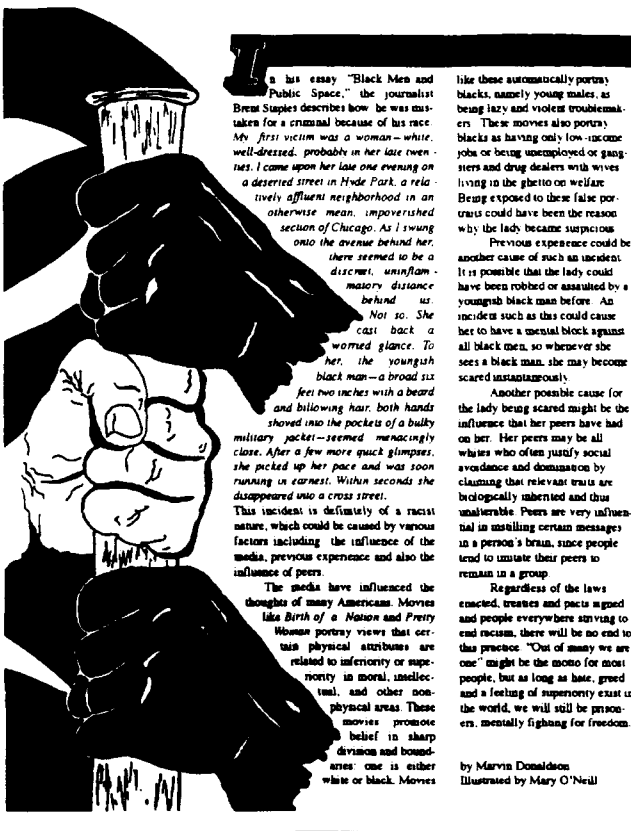 In his essay "Black Men and
Public Space," the journalist
Brent Staples describes how he was mis-
taken for a criminal because of his race.
My first victim was a woman—white,
well-dressed, probably in her late twen -
ties. I came upon her late one evening on
a deserted street in Hyde Park, a rela -
tively affluent neighborhood in an
otherwise mean, impoverished
section of Chicago. As I swung
onto the avenue behind her,
there seemed to be a
discreet, uninflam -
matory distance
behind us.
Not so. She
cast back a
worried glance. To
her, the youngish
black man—a broad six
feet two inches with a beard
and billowing hair, both hands
shoved into the pockets of a bulky
military jacket—seemed menacingly
close. After a few more quick glimpses,
she picked up her pace and was soon
running in earnest. Within seconds she
disappeared into a cross street.
This incident is definitely of a racist
nature, which could be caused by various
factors including the influence of the
media, previous experience and also the
influence of peers.
The media have influenced the
thoughts of many Americans. Movies
like Birth of a Nation and Pretty
Woman portray views that cer-
tain physical attributes are
related to inferiority or supe-
riority in moral, intellec-
tual, and other non-
physical areas. These
movies promote
belief in sharp
division and bound-
aries: one is either
white or black. Movies
like these automatically portray
blacks, namely young males, as
being lazy and violent troublemak-
ers. These movies also portray
blacks as having only low-income
jobs or being unemployed or gang-
sters and drug dealers with wives
living in the ghetto on welfare.
Being exposed to these false por-
traits could have been the reason
why the lady became suspicious.
Previous experience could be
another cause of such an incident.
It is possible that the lady could
have been robbed or assaulted by a
youngish black man before. An
incident such as this could cause
her to have a mental block against
all black men, so whenever she
sees a black man, she may become
scared instantaneously.
Another possible cause for
the lady being scared might be the
influence that her peers have had
on her. Her peers may be all
whites who often justify social
avoidance and domination by
claiming that relevant traits are
biologically inherited and thus
unalterable. Peers are very influen-
tial in instilling certain messages
in a person's brain, since people
tend to imitate their peers to
remain in a group.
Regardless of the laws
enacted, treaties and pacts signed
and people everywhere striving to
end racism, there will be no end to
this practice. "Out of many we are
one" might be the motto for most
people, but as long as hate, greed
and a feeling of superiority exist in
the world, we will still be prison-
ers, mentally fighting for freedom.
by Marvin Donaldson
Illustrated by Mary O'Neill